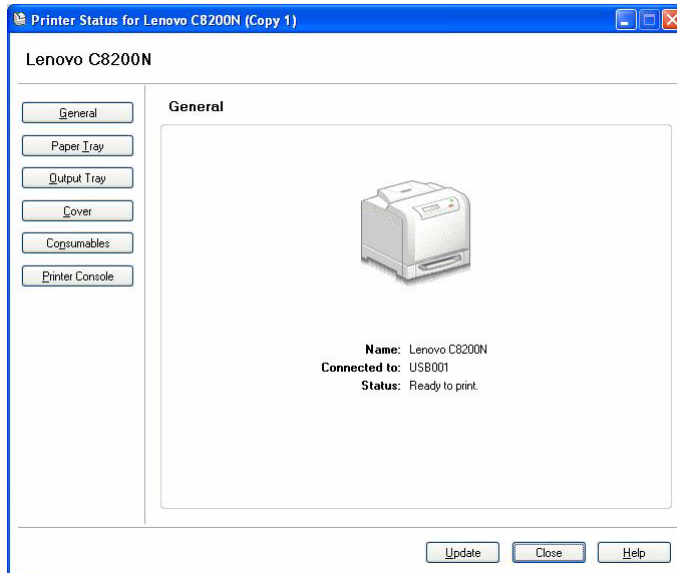 Printer Status for Lenovo C8200N (Copy 1)
Lenovo C8200N
General
Paper Tray
Output Tray
Cover
Consumables
Printer Console
General
Name: Lenovo C8200N
Connected to: USB001
Status: Ready to print.
Update Close Help